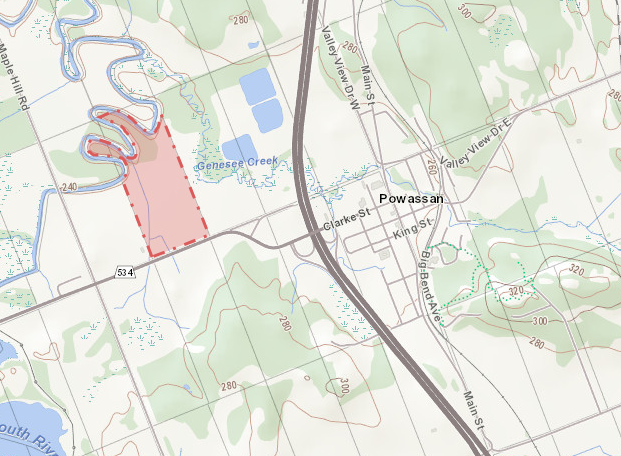 300
280
Valley-View-Dr-W
280
Maple Hill Rd
Main St
Valley-View-Dr-E
Genesee Creek
260
240
Powassan
Clarke-St
King St
534
Big-Bend-Ave
320
320
300
280
280
280
300
Main St
outh Rive